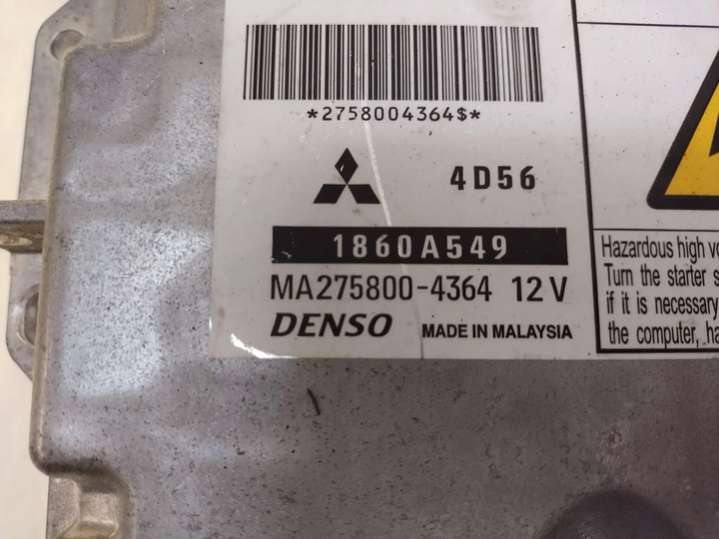 *2758004364$*
4D56
1860A549
MA275800-4364 12V
DENSO MADE IN MALAYSIA
Hazardous high
Turn the starter
if it is necessary
the computer,